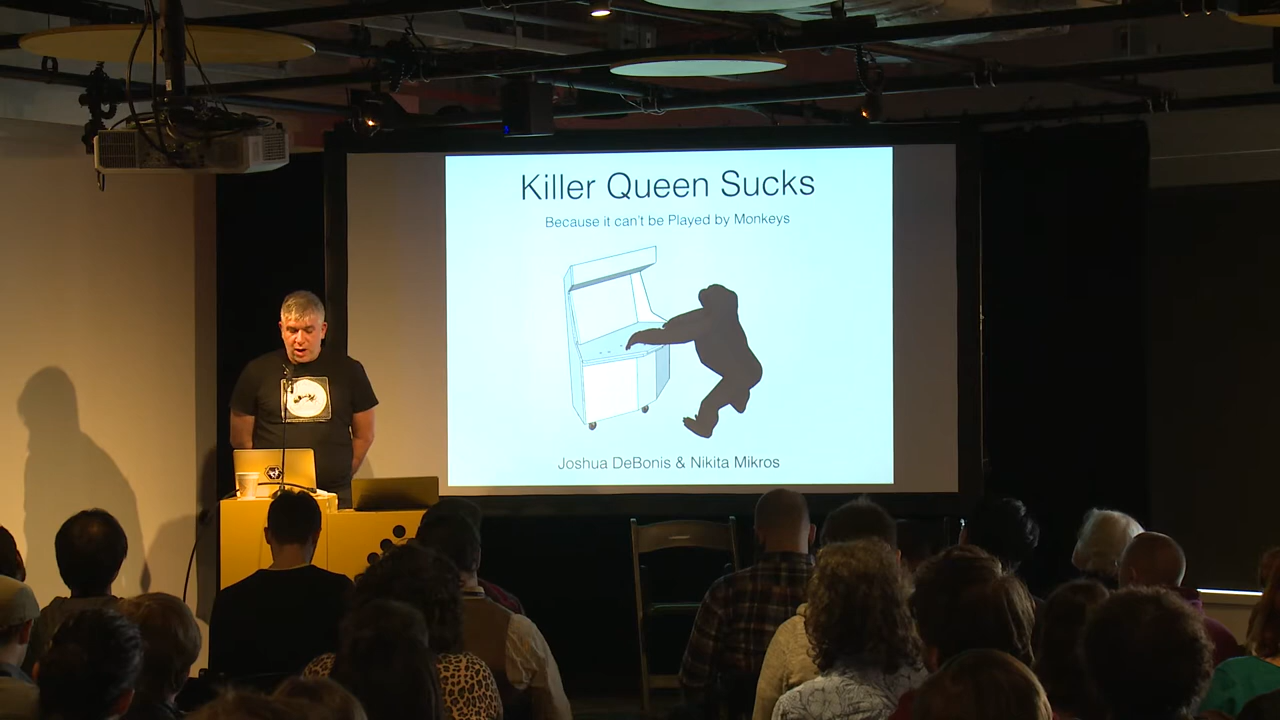 Killer Queen Sucks
Because it can't be Played by Monkeys
Joshua DeBonis & Nikita Mikros